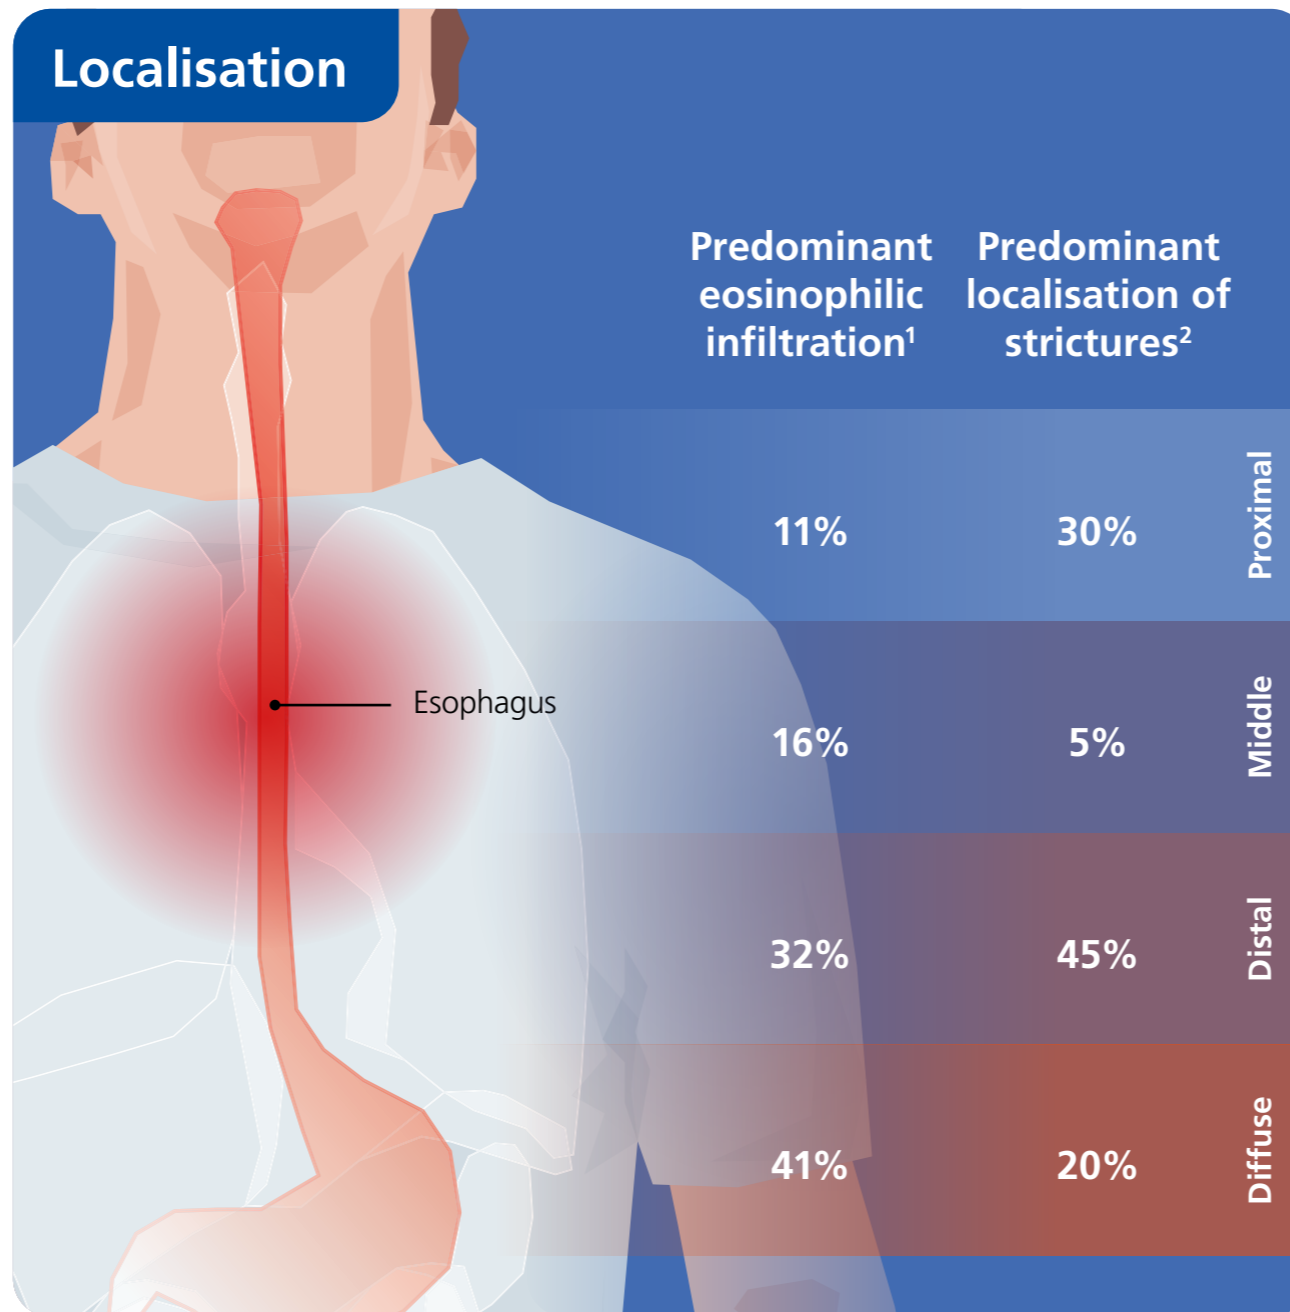 Localisation
Predominant
eosinophilic
infiltration¹
Predominant
localisation of
strictures²
11% 30% Proximal
Esophagus
16% 5% Middle
32% 45% Distal
41% 20% Diffuse